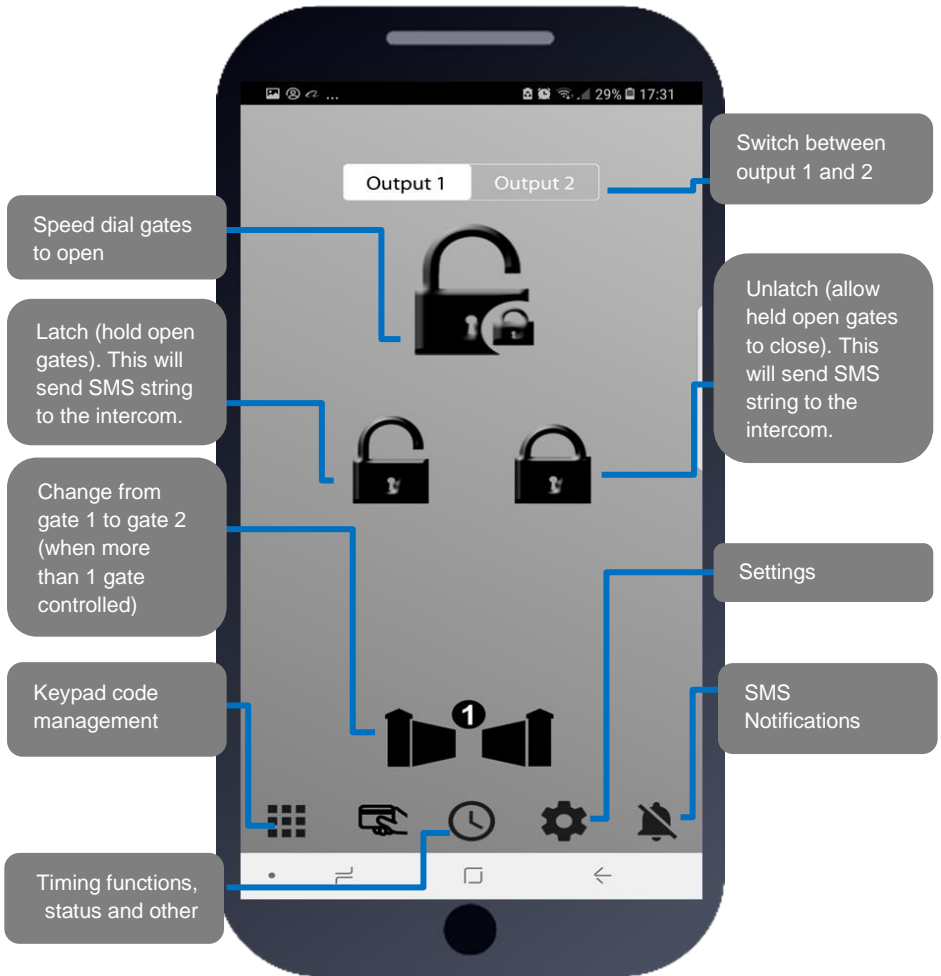 ... 29% 17:31
Switch between
output 1 and 2
Output 1 Output 2
Speed dial gates
to open
Latch (hold open
gates). This will
send SMS string
to the intercom.
Unlatch (allow
held open gates
to close). This
will send SMS
string to the
intercom.
Change from
gate 1 to gate 2
(when more
than 1 gate
controlled)
Settings
Keypad code
management
SMS
Notifications
1
Timing functions,
status and other